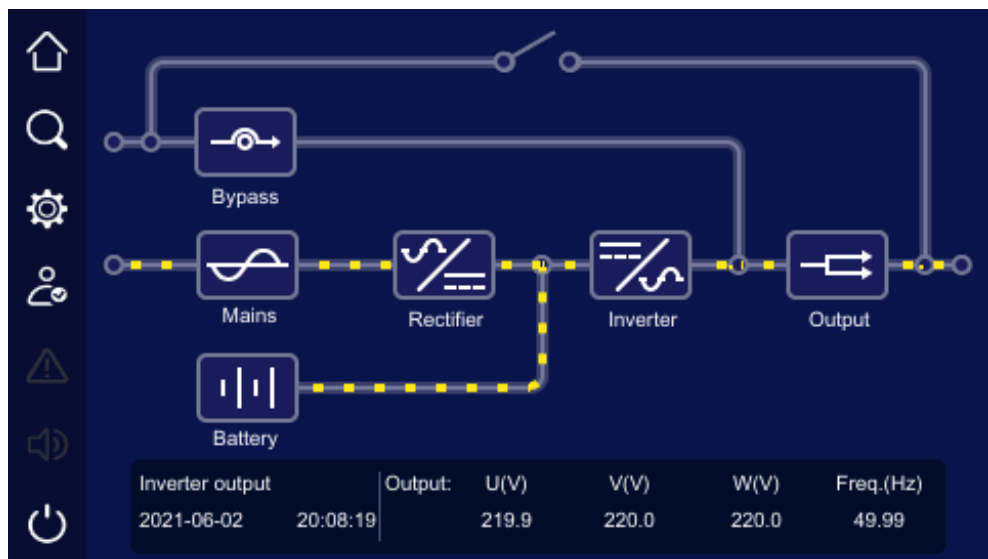 Bypass
Mains
Rectifier
Inverter
Output
Battery
Inverter output Output: U(V) V(V) W(V) Freq.(Hz)
2021-06-02 20:08:19 219.9 220.0 220.0 49.99